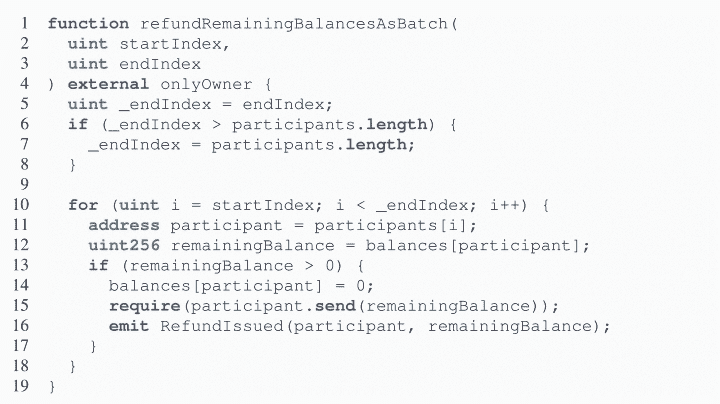 1 function refundRemainingBalancesAsBatch(
2 uint startIndex,
3 uint endIndex
4 ) external onlyOwner {
5 uint _endIndex = endIndex;
6 if (_endIndex > participants.length) {
7 _endIndex = participants.length;
8 }
9
10 for (uint i = startIndex; i < _endIndex; i++) {
11 address participant = participants[i];
12 uint256 remainingBalance = balances[participant];
13 if (remainingBalance > 0) {
14 balances[participant] = 0;
15 require(participant.send(remainingBalance));
16 emit RefundIssued(participant, remainingBalance);
17 }
18 }
19 }